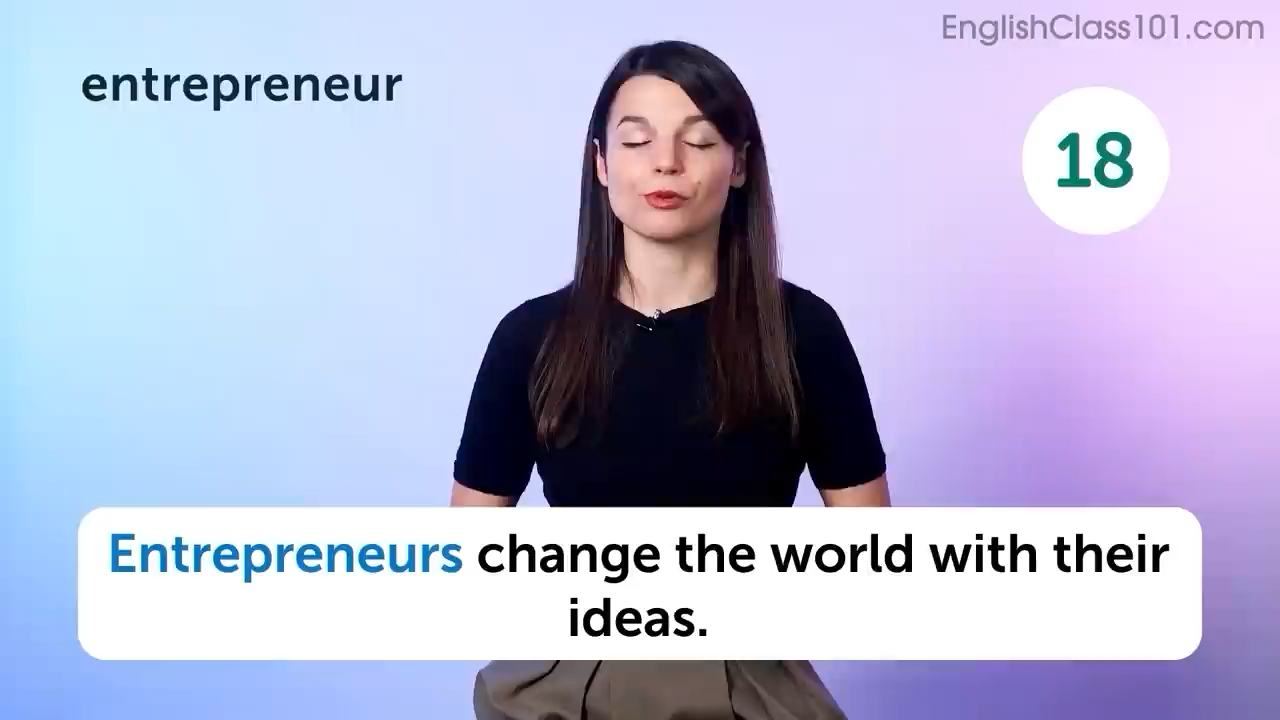 EnglishClass101.com
entrepreneur
18
Entrepreneurs change the world with their
ideas.